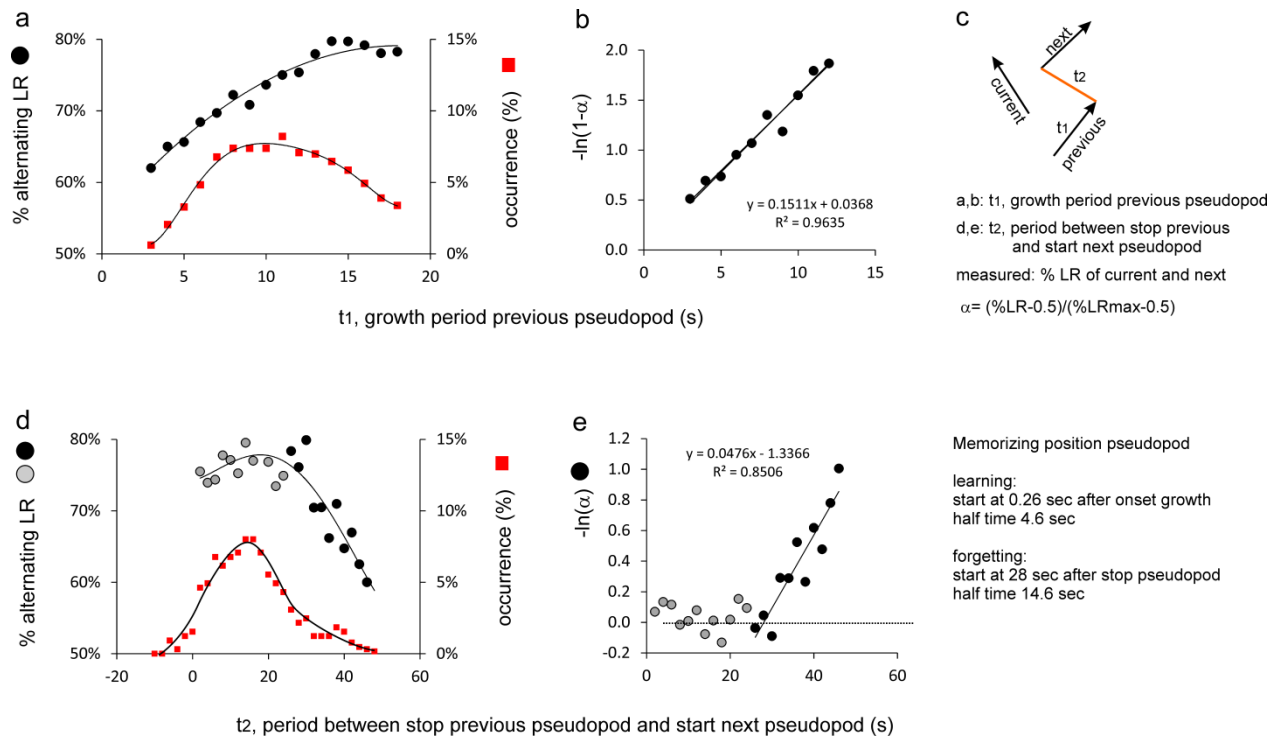 a
% alternating LR
80%
70%
60%
50%
15%
10%
5%
0%
occurrence (%)
0
5
10
15
20
b
-ln(1-α)
2.0
1.5
1.0
0.5
0.0
y = 0.1511x + 0.0368
R² = 0.9635
0
5
10
15
t1, growth period previous pseudopod (s)
c
next
t2
current
t1
previous
a,b: t1, growth period previous pseudopod
d,e: t2, period between stop previous
and start next pseudopod
measured: % LR of current and next
α= (%LR-0.5)/(%LRmax-0.5)
d
% alternating LR
80%
70%
60%
50%
15%
10%
5%
0%
occurrence (%)
-20
0
20
40
60
e
-ln(α)
1.2
1.0
0.8
0.6
0.4
0.2
0.0
-0.2
y = 0.0476x - 1.3366
R² = 0.8506
0
20
40
60
t2, period between stop previous pseudopod and start next pseudopod (s)
Memorizing position pseudopod
learning:
start at 0.26 sec after onset growth
half time 4.6 sec
forgetting:
start at 28 sec after stop pseudopod
half time 14.6 sec